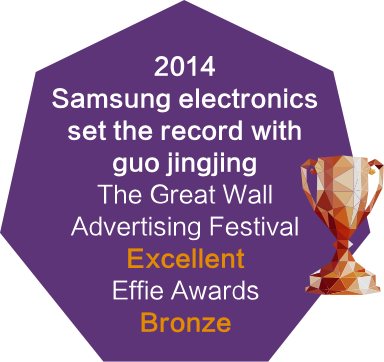 2014
Samsung electronics
set the record with
guo jingjing
The Great Wall
Advertising Festival
Excellent
Effie Awards
Bronze